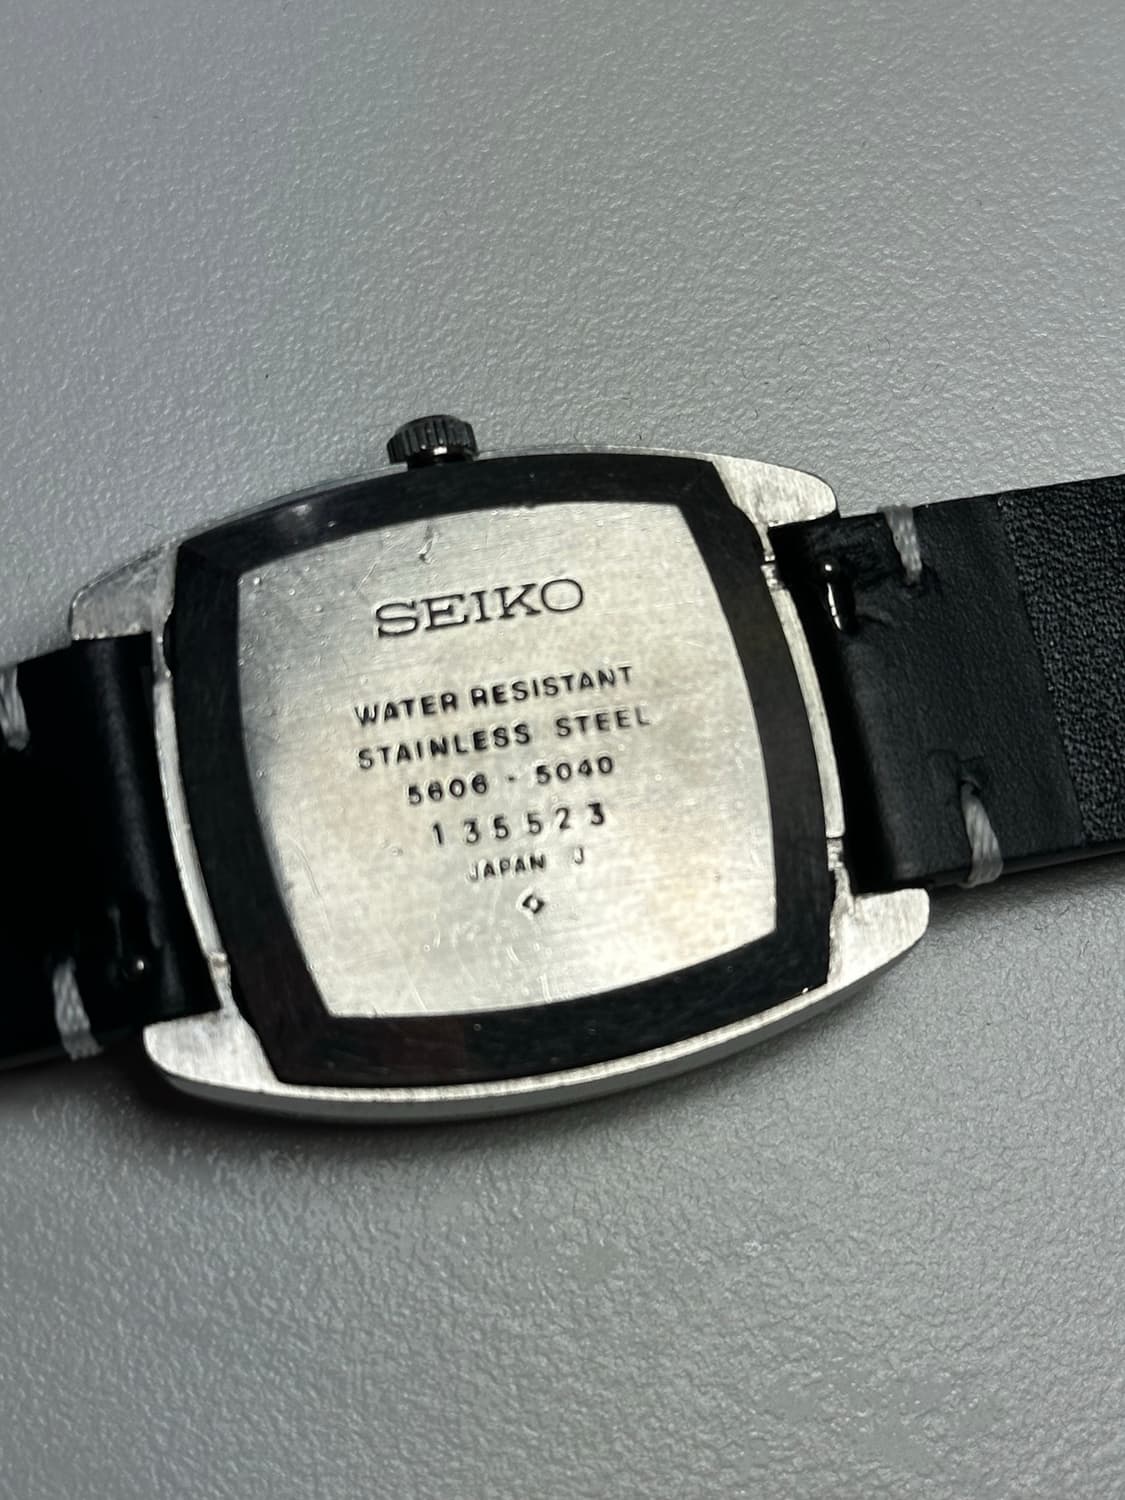 SEIKO
WATER RESISTANT
STAINLESS STEEL
5606 - 5040
135523
JAPAN J